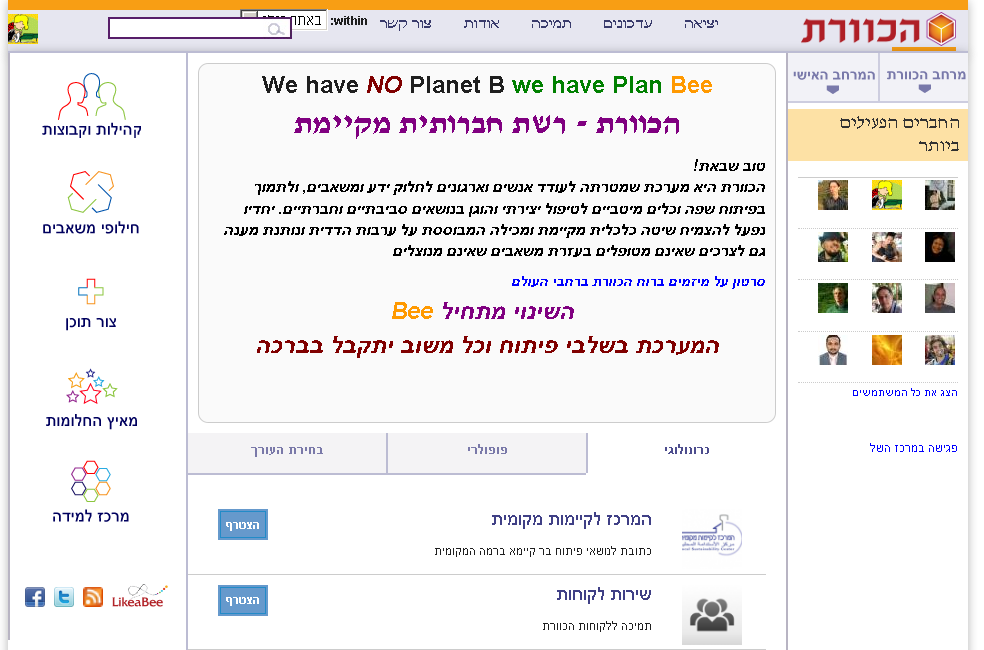 הכוורת
יציאה
עדכונים
תמיכה
אודות
צור קשר
within:
מרחב הכוורת
המרחב האישי
החברים הפעילים
ביותר
הצג את כל המשתמשים
פגישה במרכז השל
We have NO Planet B we have Plan Bee
הכוורת - רשת חברותית מקיימת
טוב שבאת!
הכוורת היא מערכת שמטרתה לעודד אנשים וארגונים לחלוק ידע ומשאבים, ולתמוך
בפיתוח שפה וכלים מיטביים לטיפול יצירתי והוגן בנושאים סביבתיים וחברתיים. יחדיו
נפעל להצמיח שיטה כלכלית מקיימת ומכילה המבוססת על ערבות הדדית ונותנת מענה
גם לצרכים שאינם מטופלים בעזרת משאבים שאינם מנוצלים
סרטון על מיזמים ברוח הכוורת ברחבי העולם
השינוי מתחיל Bee
המערכת בשלבי פיתוח וכל משוב יתקבל בברכה
כרונולוגי
פופולרי
בחירת העורך
המרכז לקיימות מקומית
כתובת לנושאי פיתוח בר קיימא ברמה המקומית
הצטרף
שירות לקוחות
תמיכה ללקוחות הכוורת
הצטרף
קהילות וקבוצות
חילופי משאבים
צור תוכן
מאיץ החלומות
מרכז למידה
LikeaBee